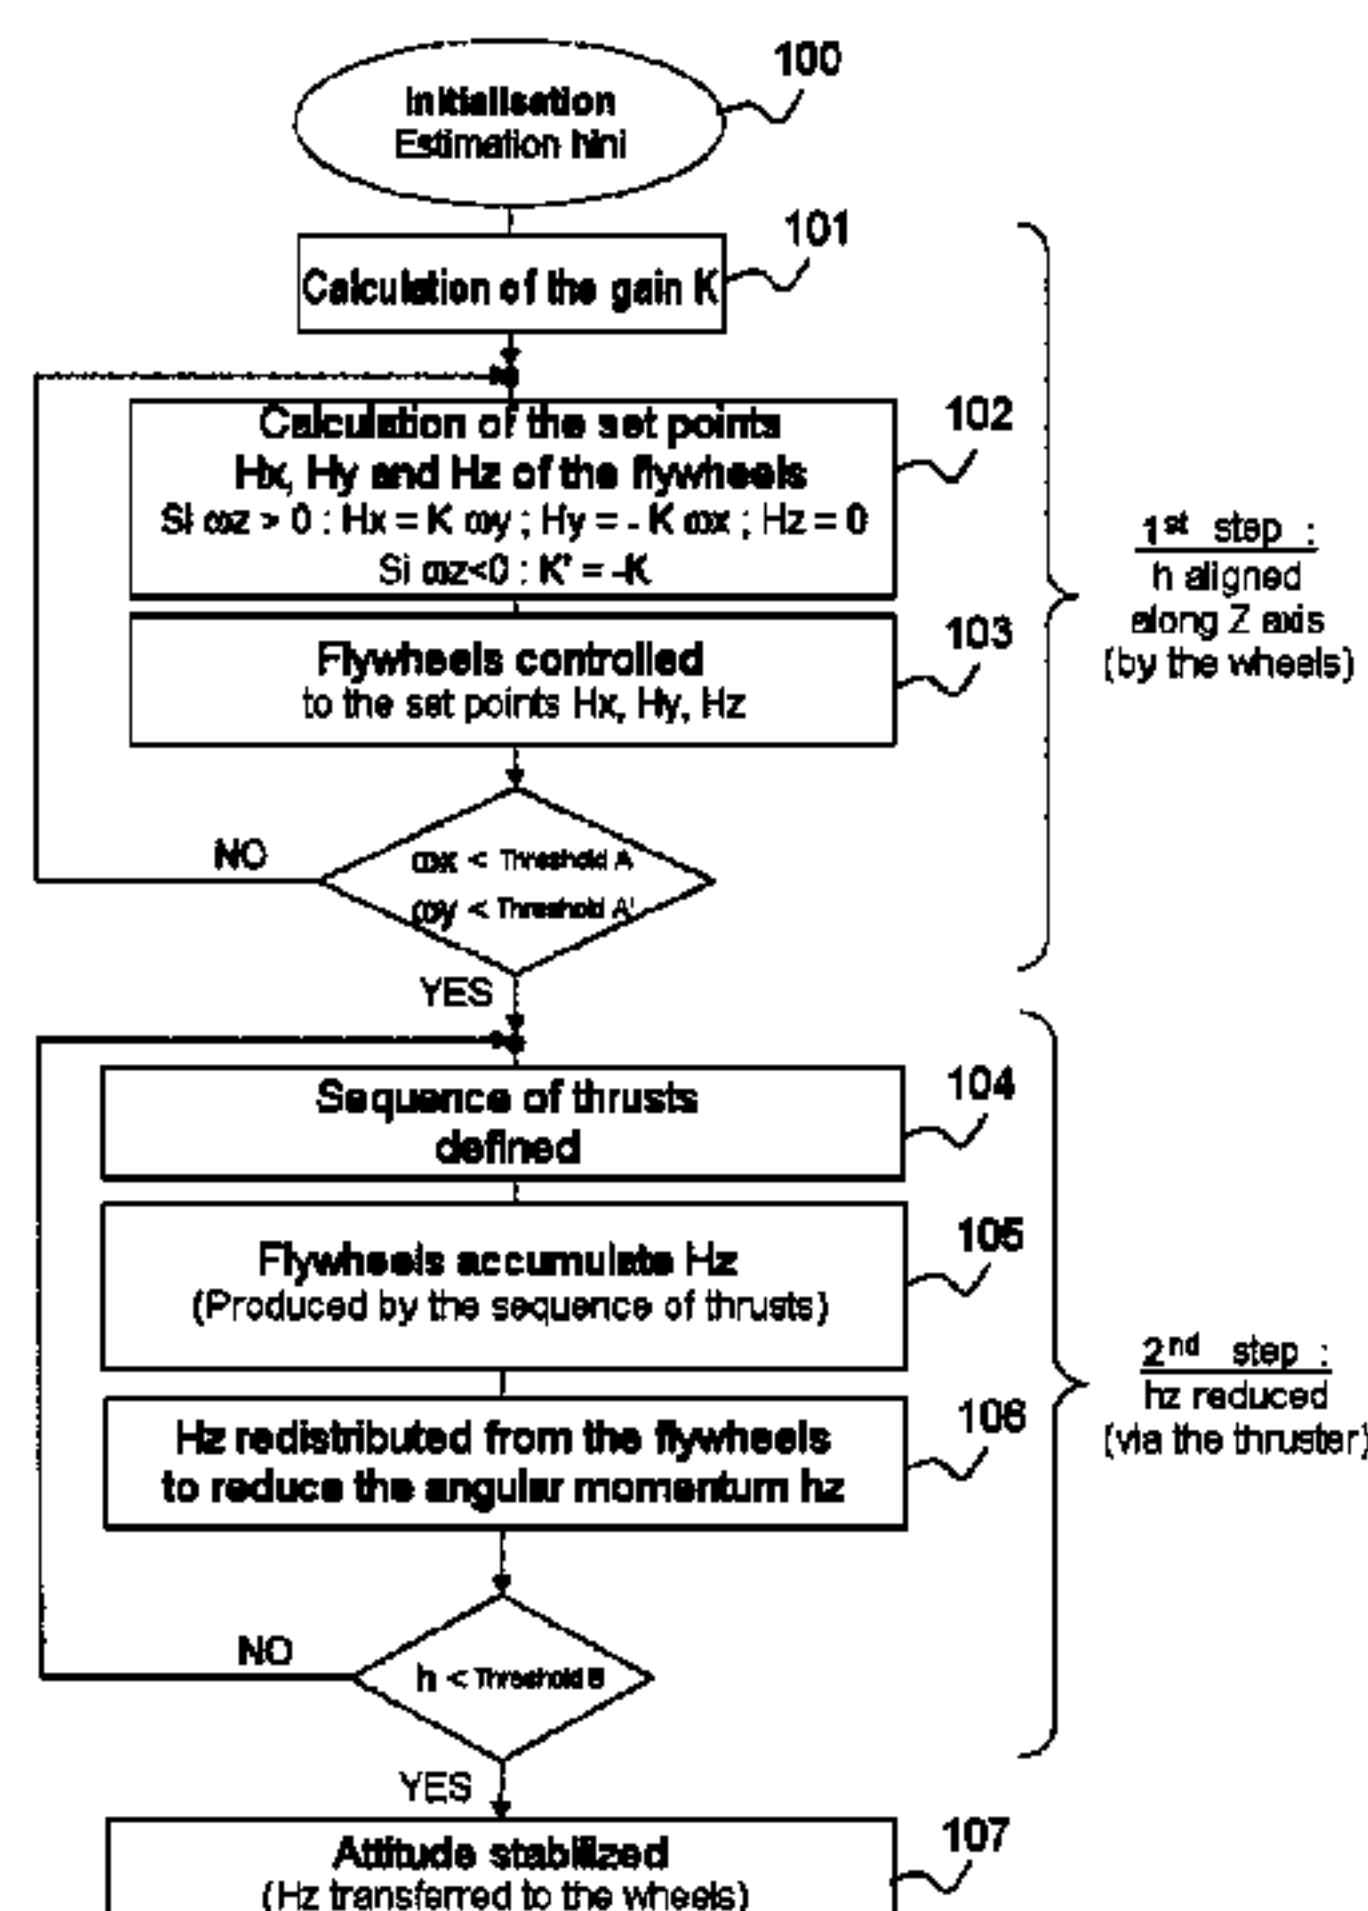 100
Initialisation
Estimation hini
101
Calculation of the gain K
102
Calculation of the set points
Hx, Hy and Hz of the flywheels
Si ωz > 0 : Hx = K ωy ; Hy = - K ωx ; Hz = 0
Si ωz<0 : K' = -K
103
Flywheels controlled
to the set points Hx, Hy, Hz
1st step :
h aligned
along Z axis
(by the wheels)
NO
ωx < Threshold A
ωy < Threshold A'
YES
104
Sequence of thrusts
defined
105
Flywheels accumulate Hz
(Produced by the sequence of thrusts)
106
Hz redistributed from the flywheels
to reduce the angular momentum hz
2nd step :
hz reduced
(via the thruster)
NO
h < Threshold B
YES
107
Attitude stabilized
(Hz transferred to the wheels)